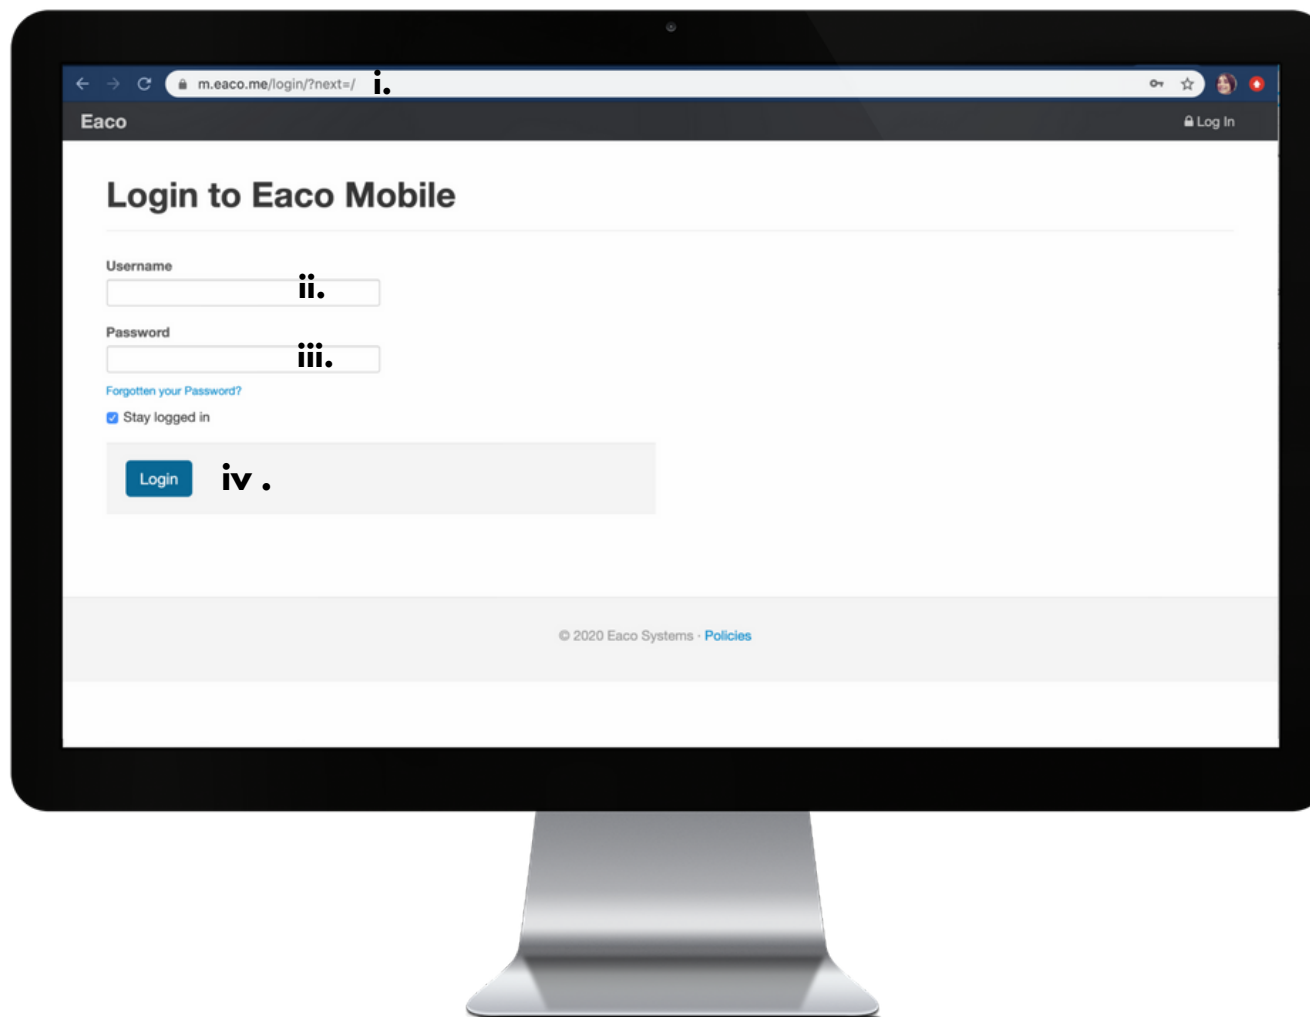 m.eaco.me/login/?next=/ i.
Eaco Log In
Login to Eaco Mobile
Username
ii.
Password
iii.
Forgotten your Password?
Stay logged in
Login iv .
© 2020 Eaco Systems · Policies